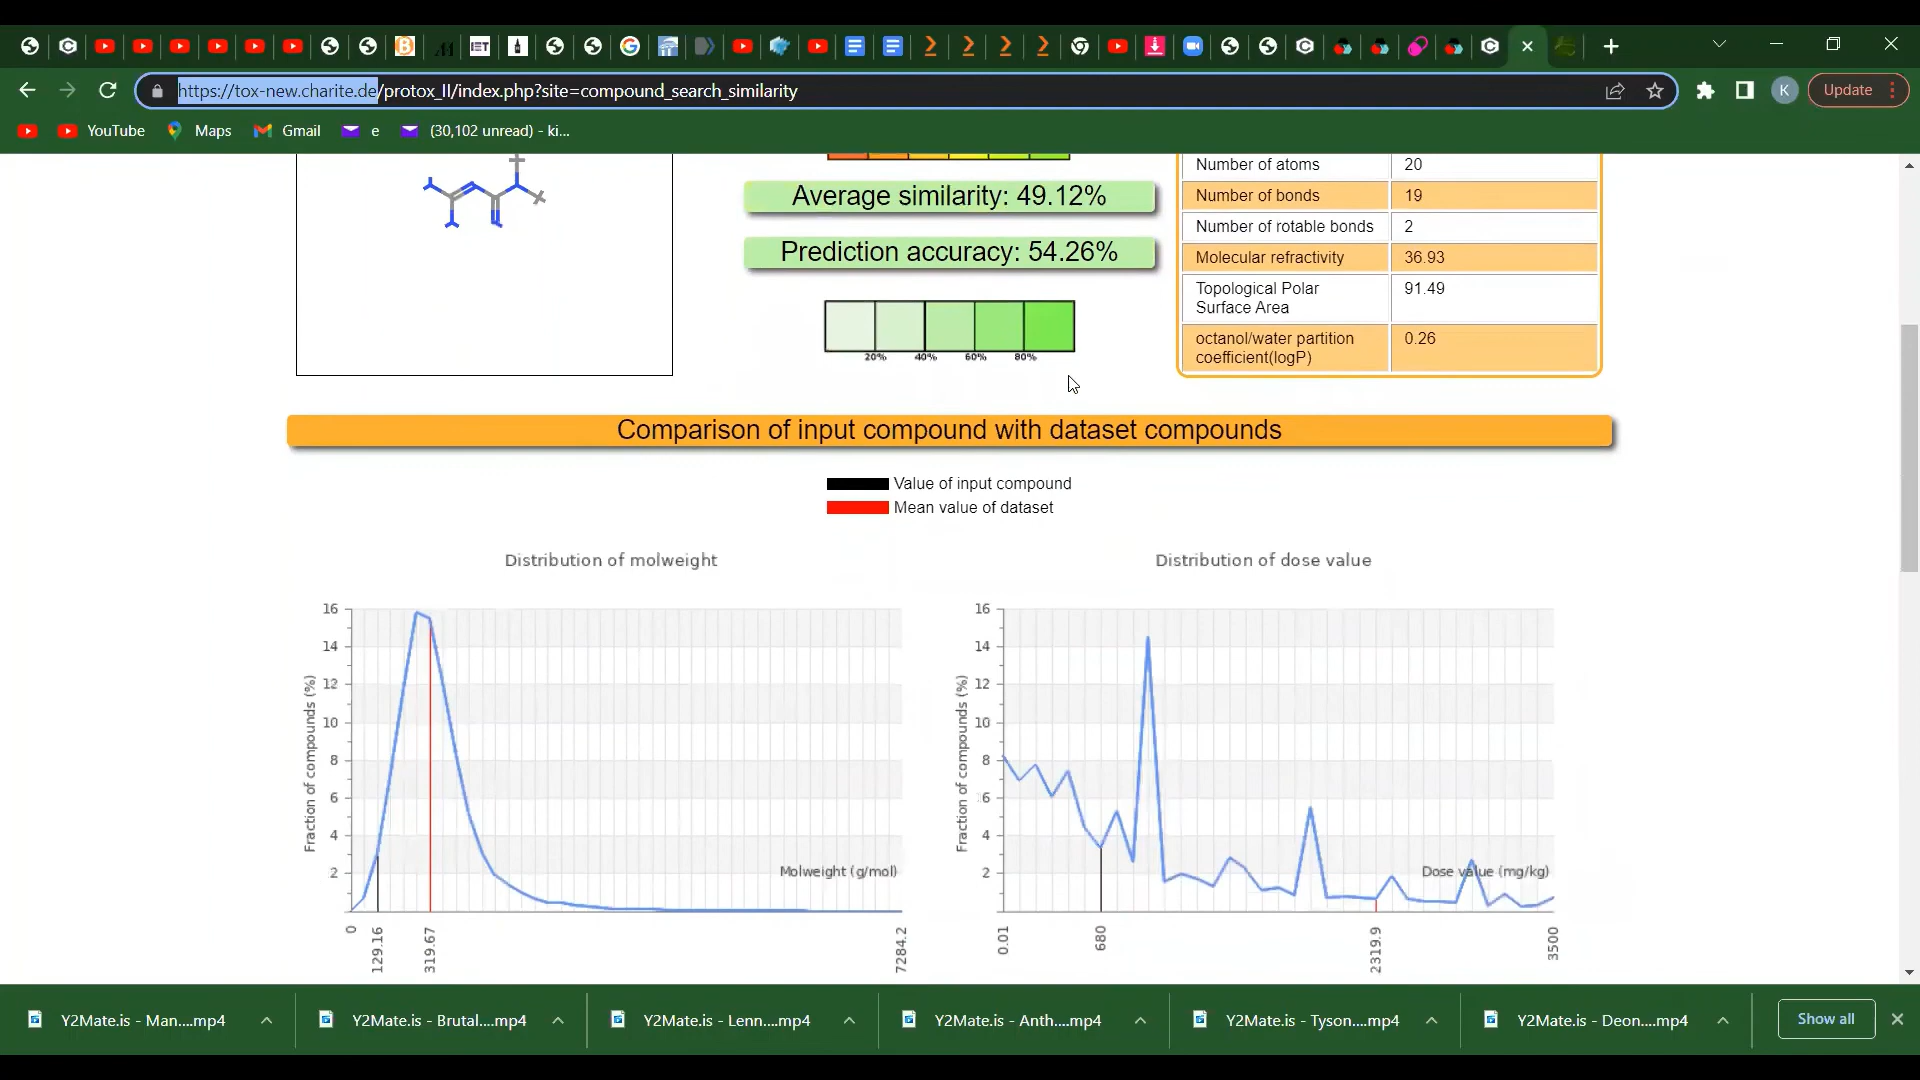 https://tox-new.charite.de/protox_II/index.php?site=compound_search_similarity
K
Update
YouTube
Maps
Gmail
e
(30,102 unread) - ki...
Average similarity: 49.12%
Prediction accuracy: 54.26%
20% 40% 60% 80%
Number of atoms 20
Number of bonds 19
Number of rotable bonds 2
Molecular refractivity 36.93
Topological Polar 91.49
Surface Area
octanol/water partition 0.26
coefficient(logP)
Comparison of input compound with dataset compounds
Value of input compound
Mean value of dataset
Distribution of molweight
Fraction of compounds (%)
16
14
12
10
8
6
4
2
Molweight (g/mol)
0
129.16
319.67
7284.2
Distribution of dose value
Fraction of compounds (%)
16
14
12
10
8
6
4
2
Dose value (mg/kg)
0.01
680
2319.9
3500
Y2Mate.is - Man....mp4
Y2Mate.is - Brutal....mp4
Y2Mate.is - Lenn....mp4
Y2Mate.is - Anth....mp4
Y2Mate.is - Tyson....mp4
Y2Mate.is - Deon....mp4
Show all